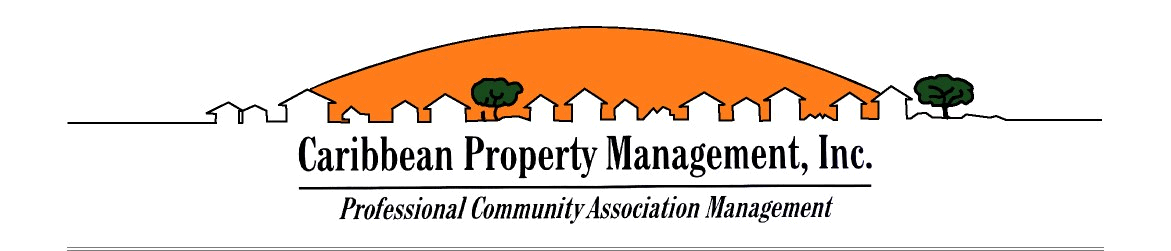 Caribbean Property Management, Inc.
Professional Community Association Management